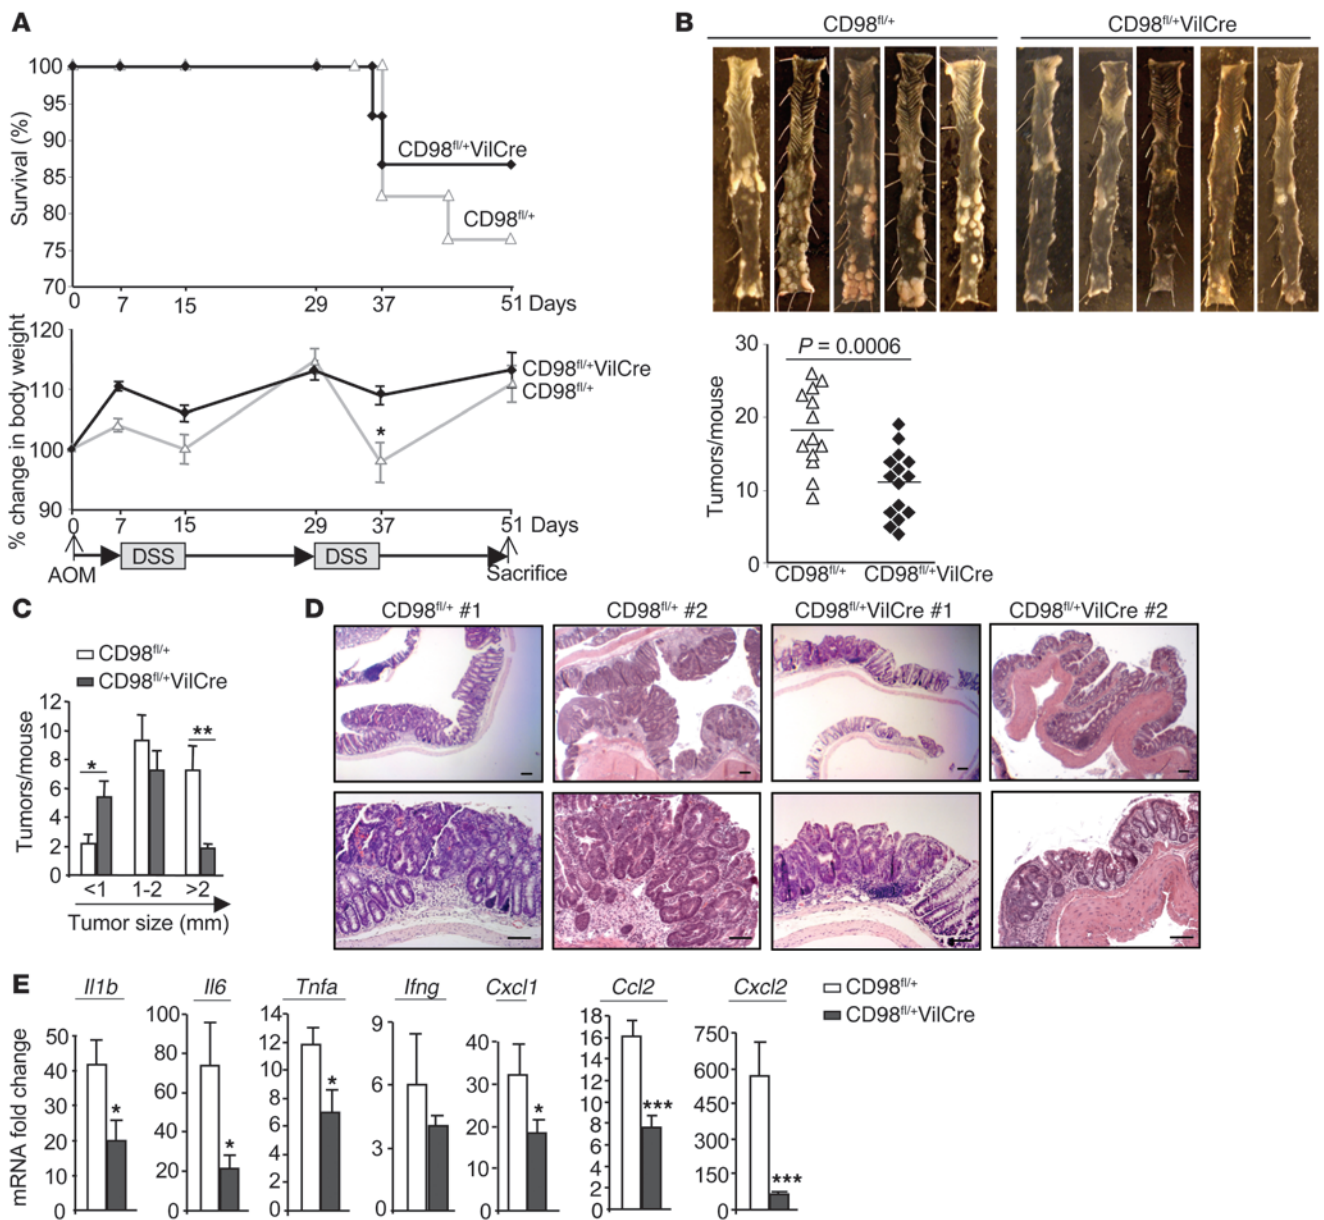 A
Survival (%)
100
95
90
85
80
75
70
CD98fl/+VilCre
CD98fl/+
0 7 15 29 37 51 Days
% change in body weight
120
110
100
90
CD98fl/+VilCre
CD98fl/+
*
0 7 15 29 37 51 Days
AOM DSS DSS Sacrifice
B
CD98fl/+ CD98fl/+VilCre
Tumors/mouse
30
20
10
0
P = 0.0006
CD98fl/+ CD98fl/+VilCre
C
CD98fl/+
CD98fl/+VilCre
Tumors/mouse
12
10
8
6
4
2
0
* **
<1 1-2 >2
Tumor size (mm)
D
CD98fl/+ #1 CD98fl/+ #2 CD98fl/+VilCre #1 CD98fl/+VilCre #2
E
mRNA fold change
Il1b
50
40
30
20
10
0
*
Il6
100
80
60
40
20
0
*
Tnfa
14
12
10
8
6
4
2
0
*
Ifng
9
6
3
0
Cxcl1
40
30
20
10
0
*
Ccl2
18
16
14
12
10
8
6
4
2
0
***
Cxcl2
750
600
450
300
150
0
***
CD98fl/+
CD98fl/+VilCre